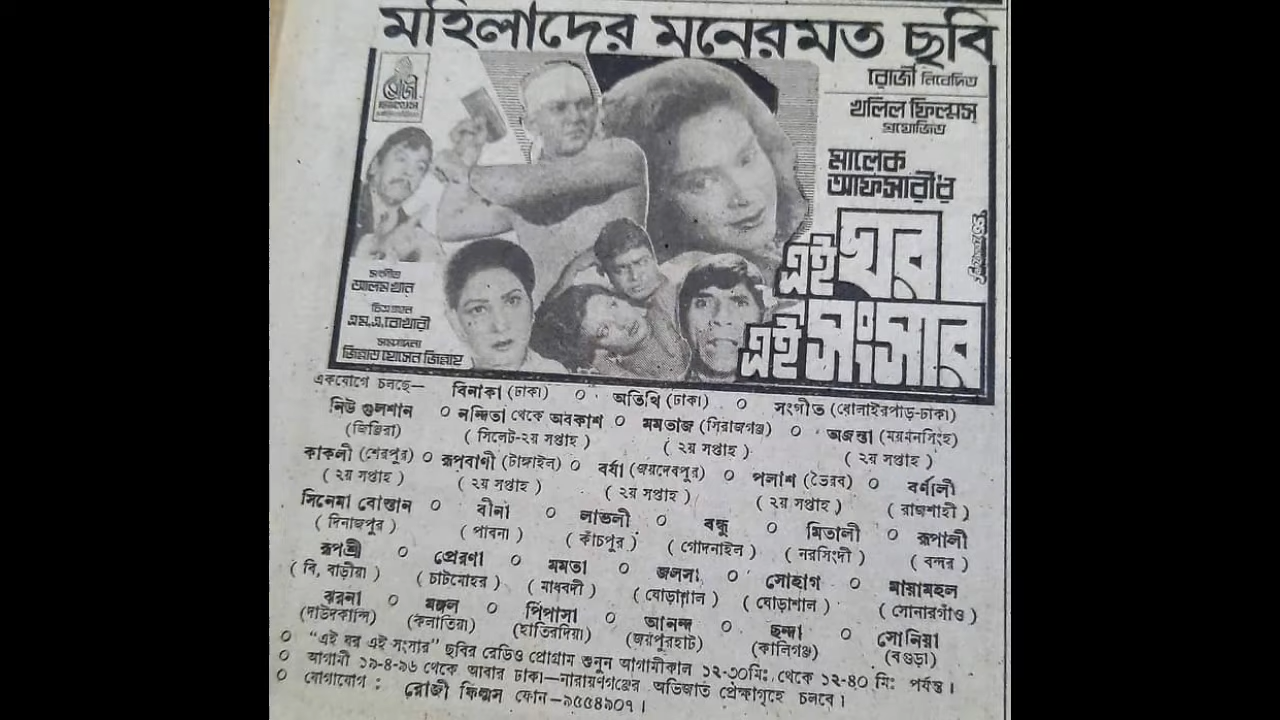 মহিলাদের মনেরমত ছবি
রোজী
রোজী নিবেদিত
খলিল ফিল্মস্
প্রযোজিত
মালেক
আফসারী'র
এই ঘর
এই সংসার
সংগীত
আলম খান
চিত্রগ্রহন
এম,এ,বোখারী
সম্পাদনা
জিন্নাত হোসেন জিন্নাহ
একযোগে চলছে— বিনাকা (ঢাকা) ০ অতিথি (ঢাকা) ০ সংগীত (ধোনাইরপাড়-ঢাকা)
নিউ গুলশান ০ নন্দিতা থেকে অবকাশ ০ মমতাজ (সিরাজগঞ্জ) ০ অজন্তা (ময়মনসিংহ)
(জিঞ্জিরা) (সিলেট-২য় সপ্তাহ) (২য় সপ্তাহ) (২য় সপ্তাহ)
কাকলী (শেরপুর) ০ রূপবাণী (টাঙ্গাইল) ০ বর্ষা (জয়দেবপুর) ০ পলাশ (ভৈরব) ০ বর্ণালী
(২য় সপ্তাহ) (২য় সপ্তাহ) (২য় সপ্তাহ) (২য় সপ্তাহ) (রাজশাহী)
সিনেমা বোস্তান ০ বীনা ০ লাভলী ০ বন্ধু ০ মিতালী ০ রূপালী
(দিনাজপুর) (পাবনা) (কাঁচপুর) (গোদনাইল) (নরসিংদী) (বন্দর)
রূপশ্রী ০ প্রেরণা ০ মমতা ০ জলসা ০ সোহাগ ০ মায়ামহল
(বি, বাড়ীয়া) (চাটমোহর) (মাধবদী) (ঘোড়াশাল) (ঘোড়াশাল) (সোনারগাঁও)
ঝরনা ০ মঙ্গল ০ পিপাসা ০ আনন্দ ০ ছন্দা ০ সোনিয়া
(দাউদকান্দি) (কলাতিয়া) (হাতিরদিয়া) (জয়পুরহাট) (কালিগঞ্জ) (বগুড়া)
০ "এই ঘর এই সংসার" ছবির রেডিও প্রোগ্রাম শুনুন আগামীকাল ১২-৩০মিঃ থেকে ১২-৪০ মিঃ পর্যন্ত।
০ আগামী ১৯-৪-৯৬ থেকে আবার ঢাকা—নারায়ণগঞ্জের অভিজাত প্রেক্ষাগৃহে চলবে।
০ যোগাযোগ : রোজী ফিল্মস ফোন—৯৫৫৪৯০৭।